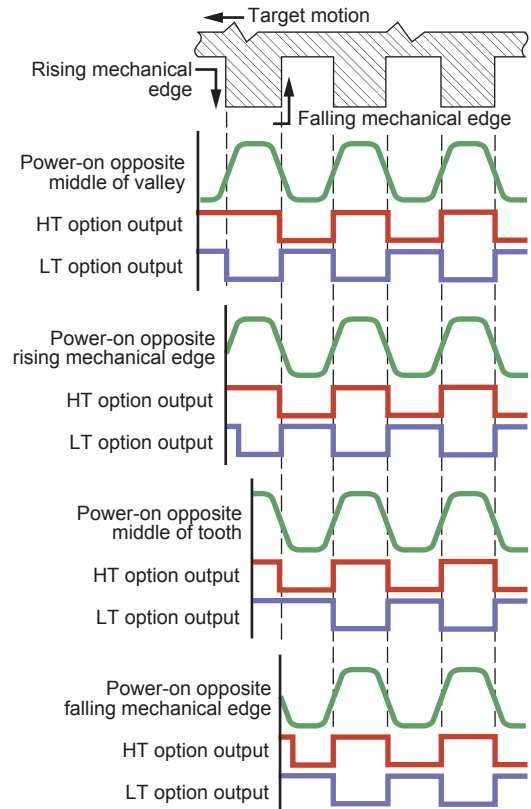 Target motion
Rising mechanical
edge
Falling mechanical edge
Power-on opposite
middle of valley
HT option output
LT option output
Power-on opposite
rising mechanical edge
HT option output
LT option output
Power-on opposite
middle of tooth
HT option output
LT option output
Power-on opposite
falling mechanical edge
HT option output
LT option output